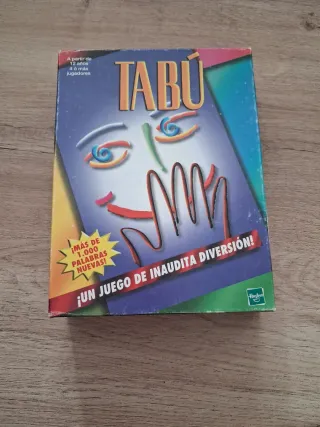 A partir de
12 años
4 ó más
jugadores
TABÚ
¡MAS DE
1.000
PALABRAS
NUEVAS!
¡UN JUEGO DE INAUDITA DIVERSIÓN!
Hasbro